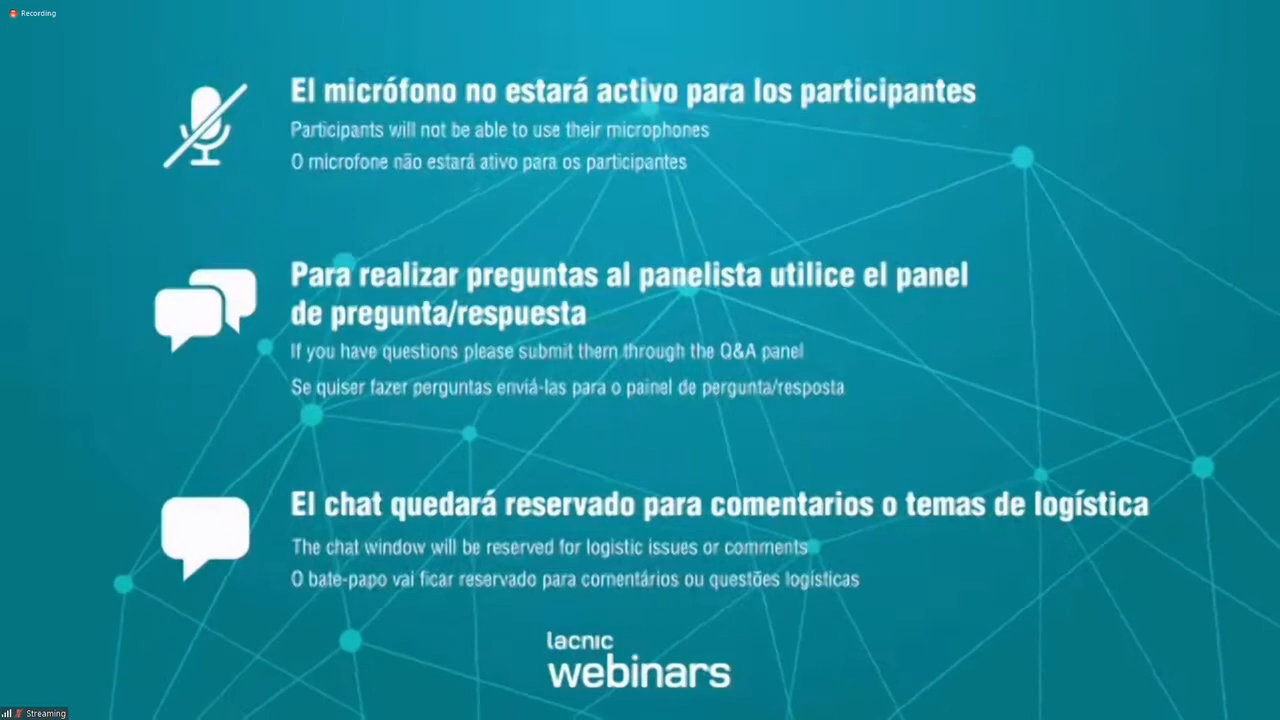 Recording
El micrófono no estará activo para los participantes
Participants will not be able to use their microphones
O microfone não estará ativo para os participantes
Para realizar preguntas al panelista utilice el panel
de pregunta/respuesta
If you have questions please submit them through the Q&A panel
Se quiser fazer perguntas enviá-las para o painel de pergunta/resposta
El chat quedará reservado para comentarios o temas de logística
The chat window will be reserved for logistic issues or comments
O bate-papo vai ficar reservado para comentários ou questões logísticas
lacnic
webinars
Streaming